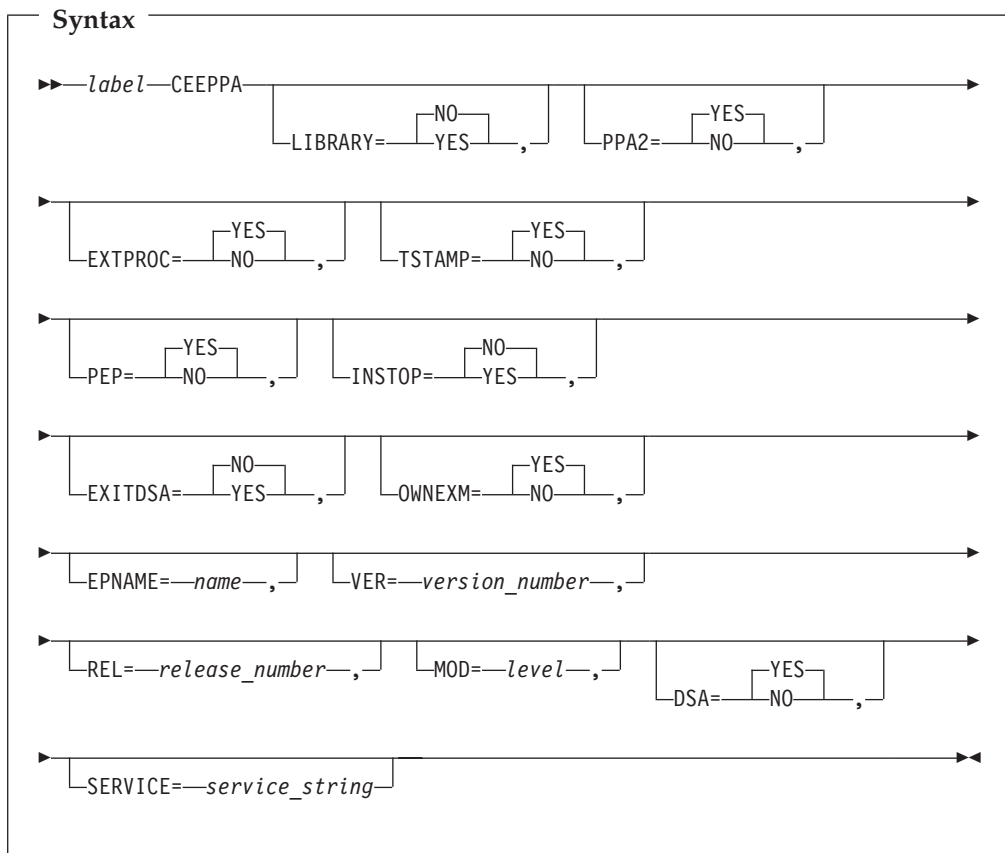 Syntax
label CEEPPA
NO YES
LIBRARY= YES , PPA2= NO ,
YES YES
EXTPROC= NO , TSTAMP= NO ,
YES NO
PEP= NO , INSTOP= YES ,
NO YES
EXITDSA= YES , OWNEXM= NO ,
EPNAME= name , VER= version_number ,
REL= release_number , MOD= level , YES
DSA= NO ,
SERVICE= service_string